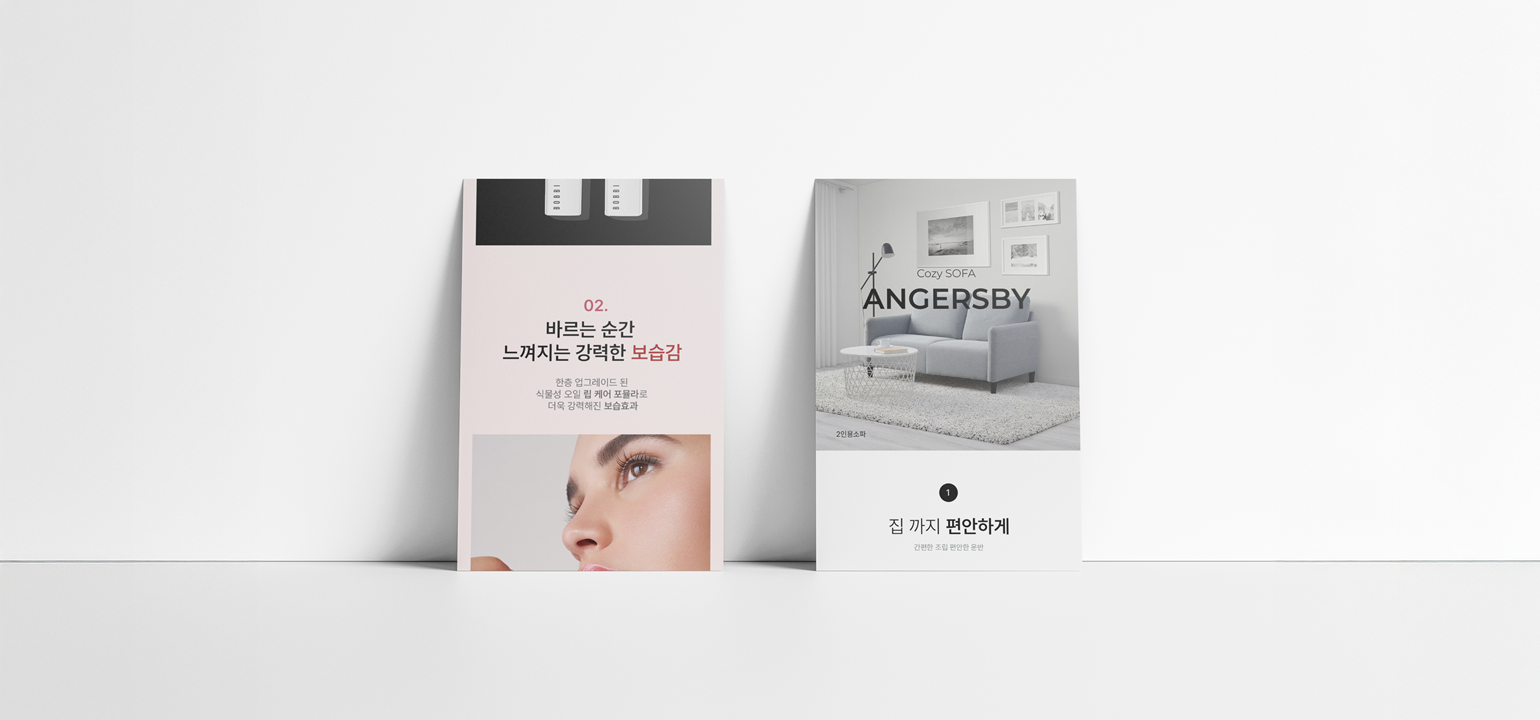 02.
바르는 순간
느껴지는 강력한 보습감
한층 업그레이드 된
식물성 오일 립 케어 포뮬라로
더욱 강력해진 보습효과
Cozy SOFA
ANGERSBY
2인용소파
1
집 까지 편안하게
간편한 조립 편안한 운반